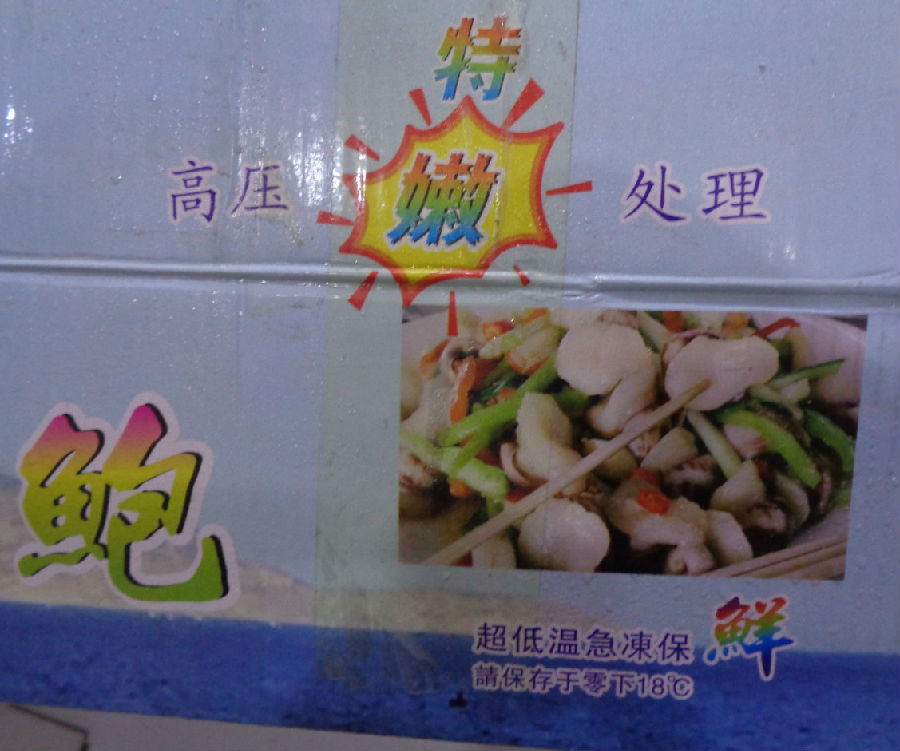 特
高压 嫩 处理
鲍
超低温急凍保鮮
請保存于零下18℃